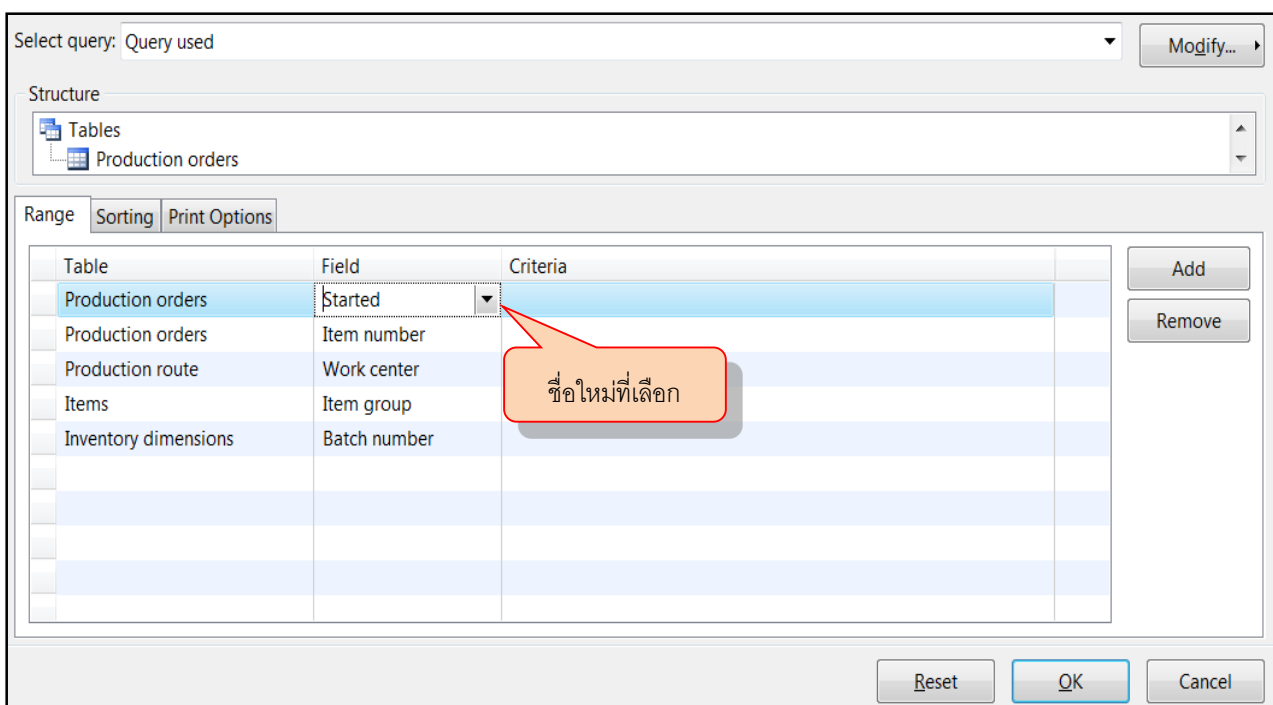 Select query: Query used Modify...
Structure
Tables
Production orders
Range Sorting Print Options
Table Field Criteria Add
Production orders Started
Remove
Production orders Item number
Production route Work center
ชื่อใหม่ที่เลือก
Items Item group
Inventory dimensions Batch number
Reset OK Cancel